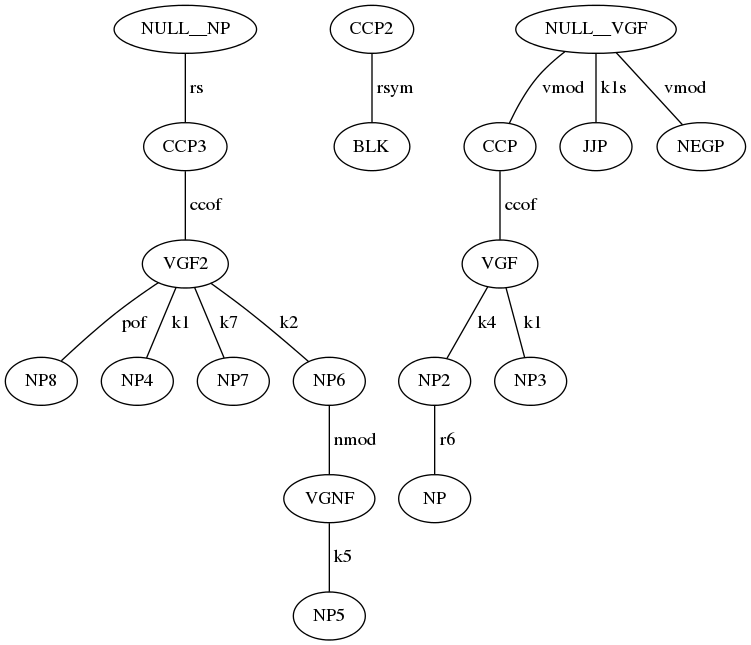 NULL__NP CCP2 NULL__VGF
rs rsym vmod k1s vmod
CCP3 BLK CCP JJP NEGP
ccof ccof
VGF2 VGF
pof k1 k7 k2 k4 k1
NP8 NP4 NP7 NP6 NP2 NP3
nmod r6
VGNF NP
k5
NP5